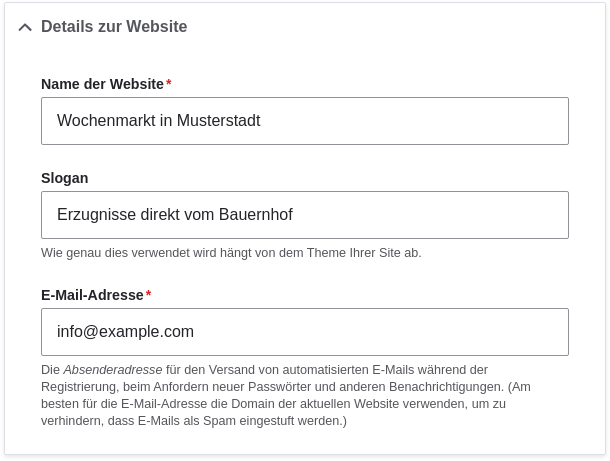 Details zur Website
Name der Website*
Wochenmarkt in Musterstadt
Slogan
Erzugnisse direkt vom Bauernhof
Wie genau dies verwendet wird hängt von dem Theme Ihrer Site ab.
E-Mail-Adresse*
info@example.com
Die Absenderadresse für den Versand von automatisierten E-Mails während der
Registrierung, beim Anfordern neuer Passwörter und anderen Benachrichtigungen. (Am
besten für die E-Mail-Adresse die Domain der aktuellen Website verwenden, um zu
verhindern, dass E-Mails als Spam eingestuft werden.)